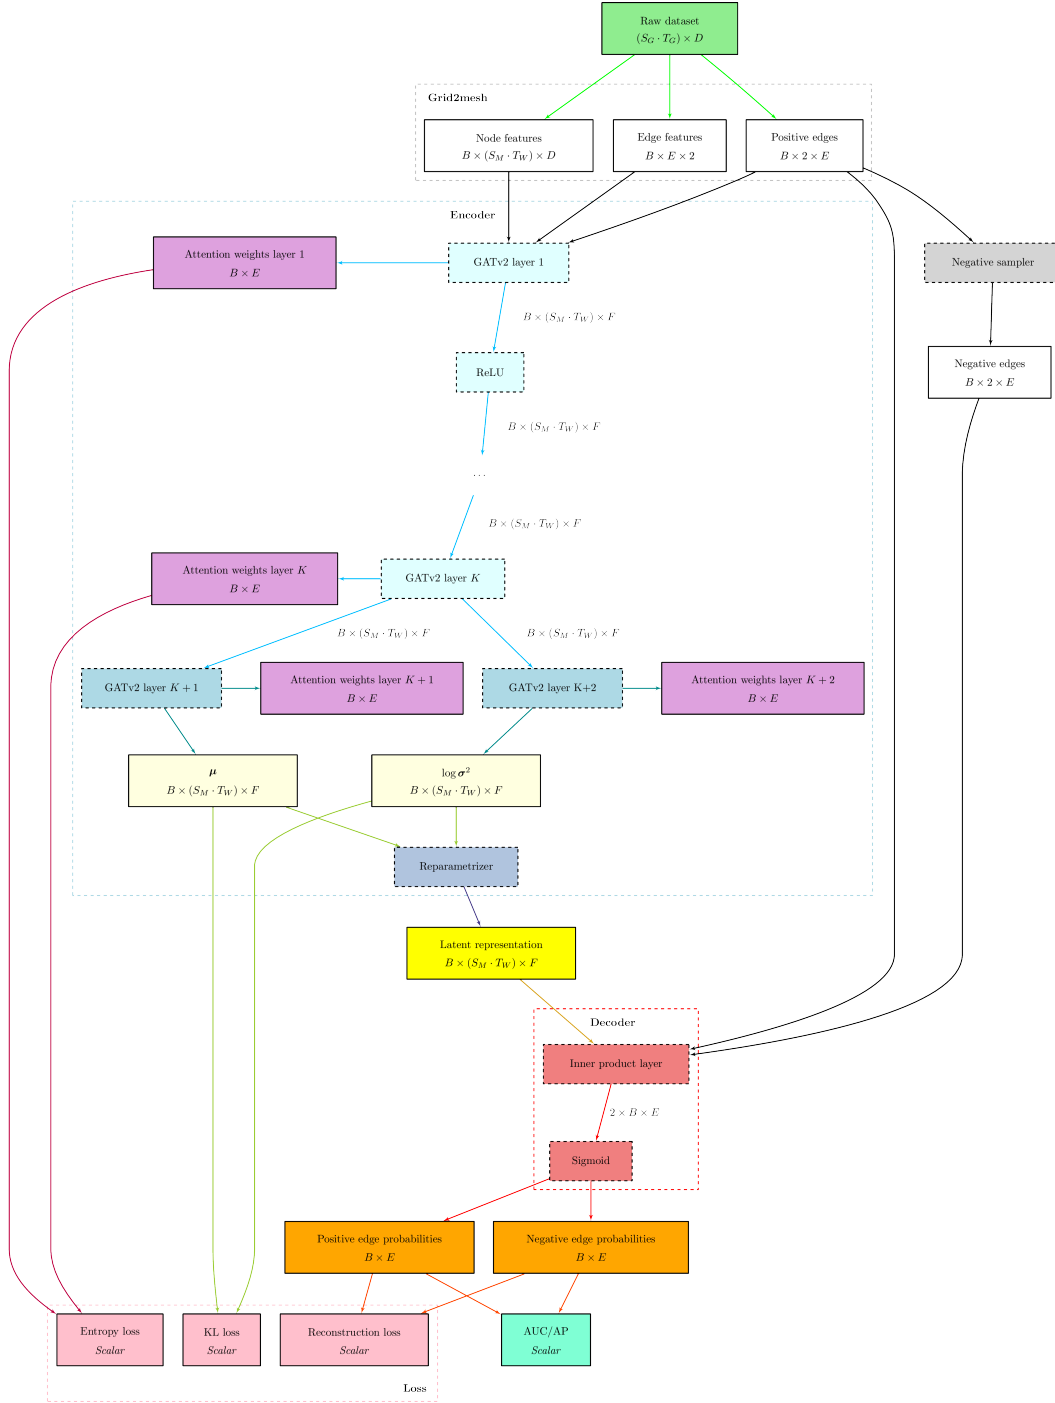 Raw dataset
(S_G · T_G) × D
Grid2mesh
Node features
B × (S_M · T_W) × D
Edge features
B × E × 2
Positive edges
B × 2 × E
Encoder
Attention weights layer 1
B × E
GATv2 layer 1
Negative sampler
B × (S_M · T_W) × F
ReLU
Negative edges
B × 2 × E
B × (S_M · T_W) × F
...
B × (S_M · T_W) × F
Attention weights layer K
B × E
GATv2 layer K
B × (S_M · T_W) × F
B × (S_M · T_W) × F
GATv2 layer K + 1
Attention weights layer K + 1
B × E
GATv2 layer K+2
Attention weights layer K + 2
B × E
μ
B × (S_M · T_W) × F
log σ²
B × (S_M · T_W) × F
Reparametrizer
Latent representation
B × (S_M · T_W) × F
Decoder
Inner product layer
2 × B × E
Sigmoid
Positive edge probabilities
B × E
Negative edge probabilities
B × E
Entropy loss
Scalar
KL loss
Scalar
Reconstruction loss
Scalar
AUC/AP
Scalar
Loss